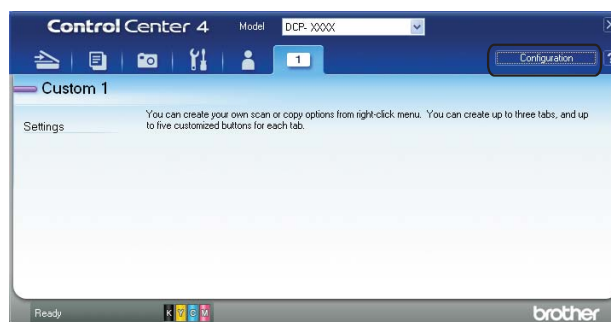 Control Center 4 Model DCP- XXXX
1 Configuration ?
Custom 1
Settings
You can create your own scan or copy options from right-click menu. You can create up to three tabs, and up
to five customized buttons for each tab.
Ready K Y C M brother